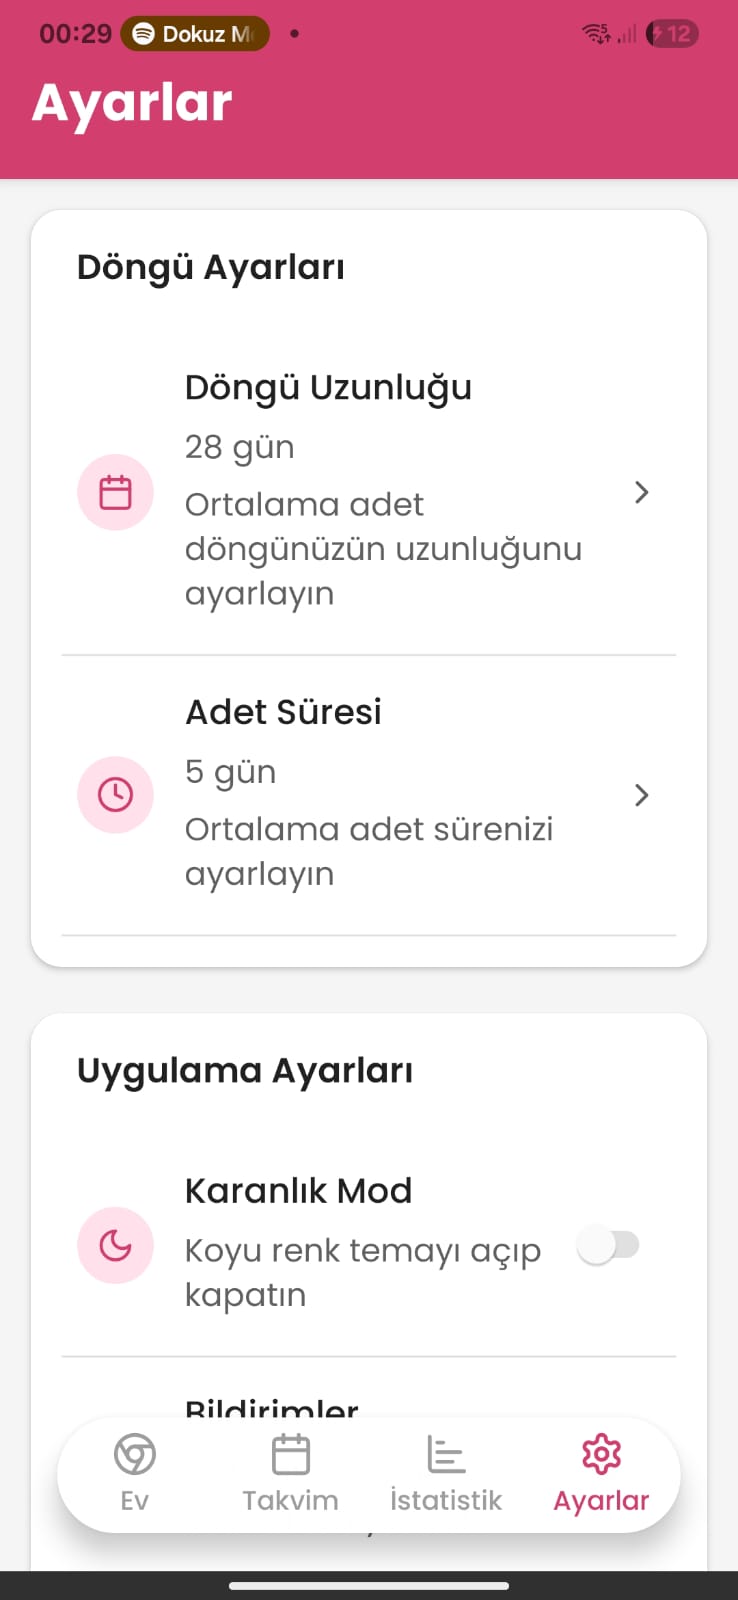 00:29 Dokuz M
12
Ayarlar
Döngü Ayarları
Döngü Uzunluğu
28 gün
Ortalama adet
döngünüzün uzunluğunu
ayarlayın
Adet Süresi
5 gün
Ortalama adet sürenizi
ayarlayın
Uygulama Ayarları
Karanlık Mod
Koyu renk temayı açıp
kapatın
Bildirimler
Ev
Takvim
İstatistik
Ayarlar